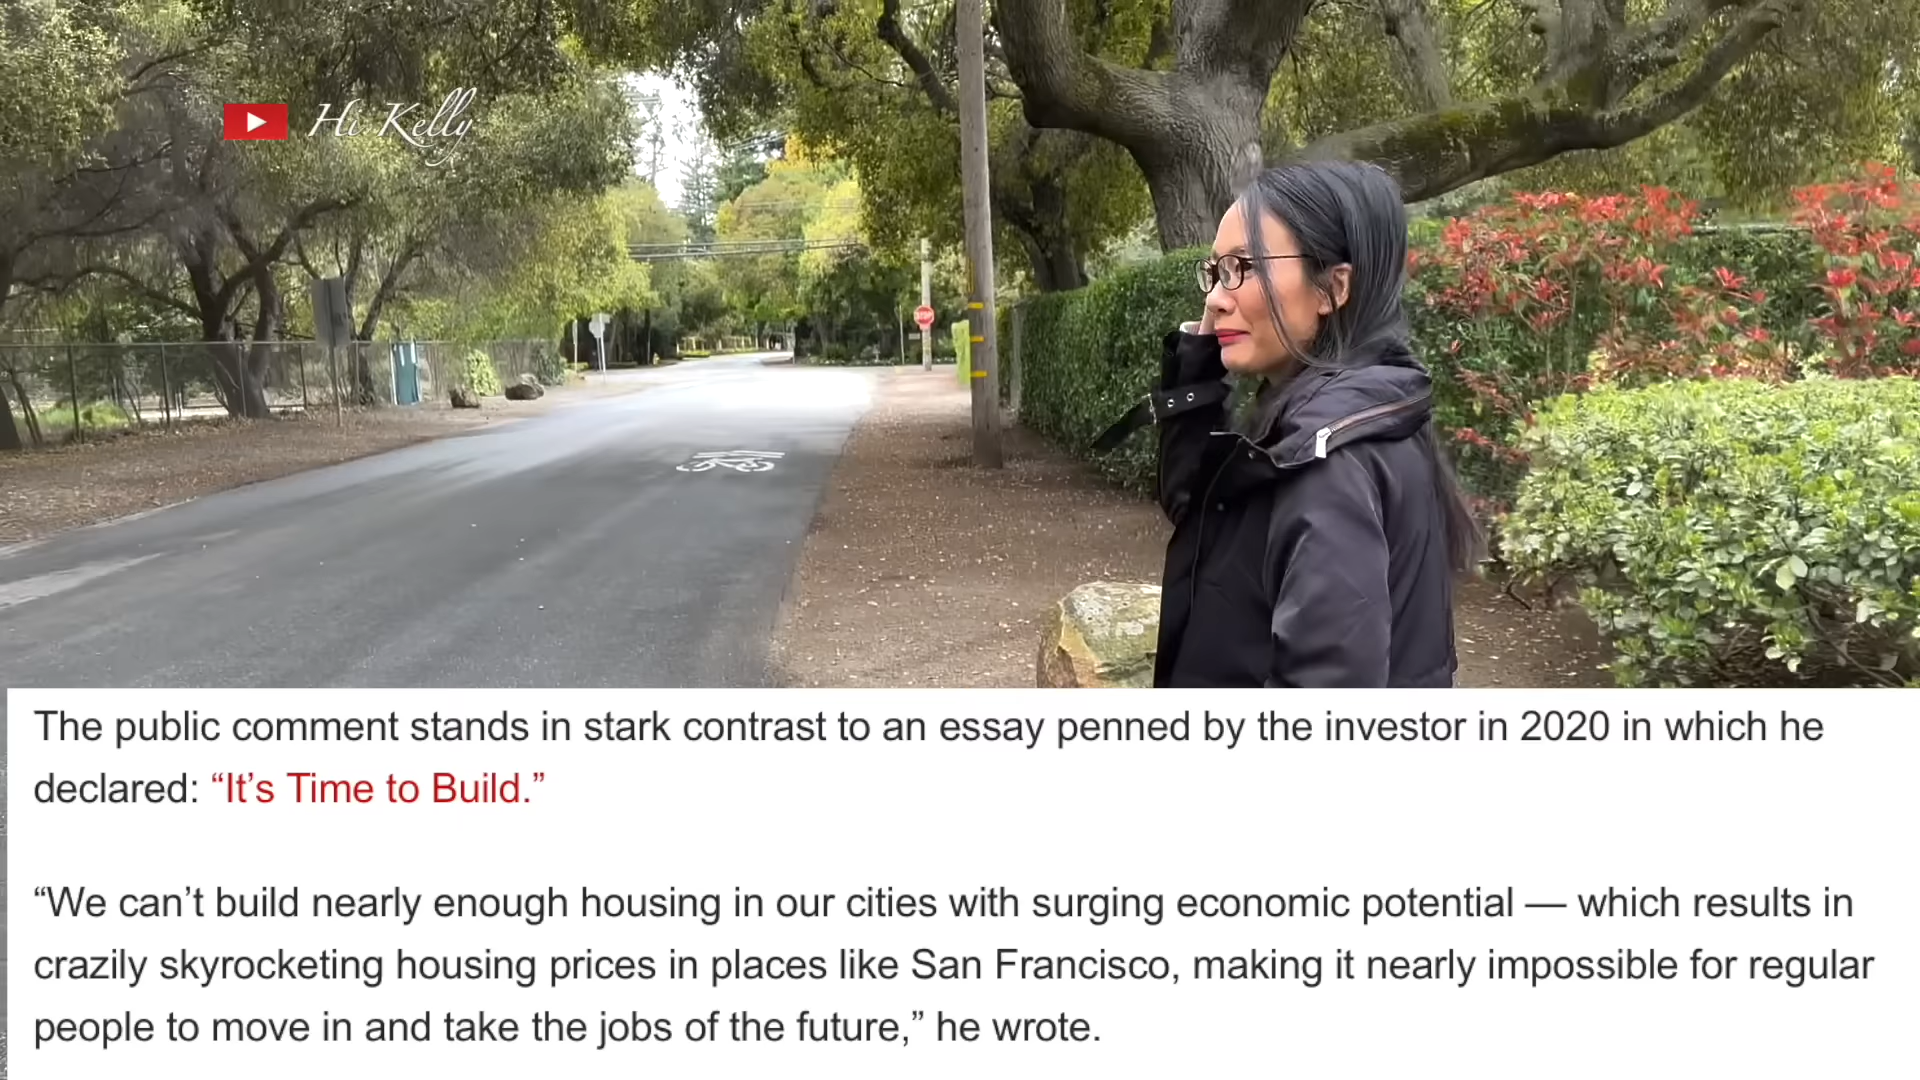 Hi Kelly
STOP
The public comment stands in stark contrast to an essay penned by the investor in 2020 in which he
declared: “It’s Time to Build.”
“We can’t build nearly enough housing in our cities with surging economic potential — which results in
crazily skyrocketing housing prices in places like San Francisco, making it nearly impossible for regular
people to move in and take the jobs of the future,” he wrote.